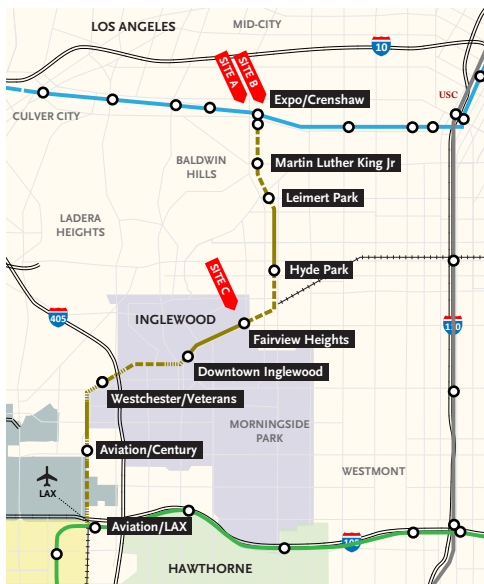 LOS ANGELES
MID-CITY
10
SITE A
SITE B
USC
Expo/Crenshaw
CULVER CITY
BALDWIN
HILLS
Martin Luther King Jr
Leimert Park
LADERA
HEIGHTS
Hyde Park
SITE C
405
INGLEWOOD
110
Fairview Heights
Downtown Inglewood
Westchester/Veterans
MORNINGSIDE
PARK
Aviation/Century
WESTMONT
LAX
Aviation/LAX
105
HAWTHORNE